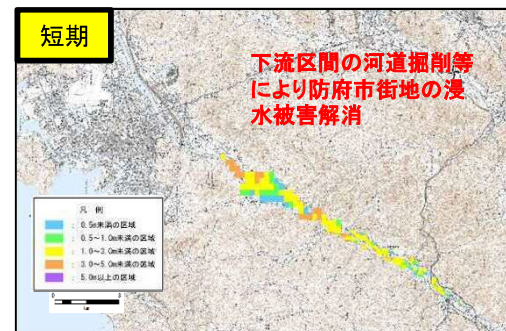 短期
下流区間の河道掘削等
により防府市街地の浸
水被害解消
凡 例
0.5m未満の区域
0.5～1.0m未満の区域
1.0～3.0m未満の区域
3.0～5.0m未満の区域
5.0m以上の区域
0 3
km